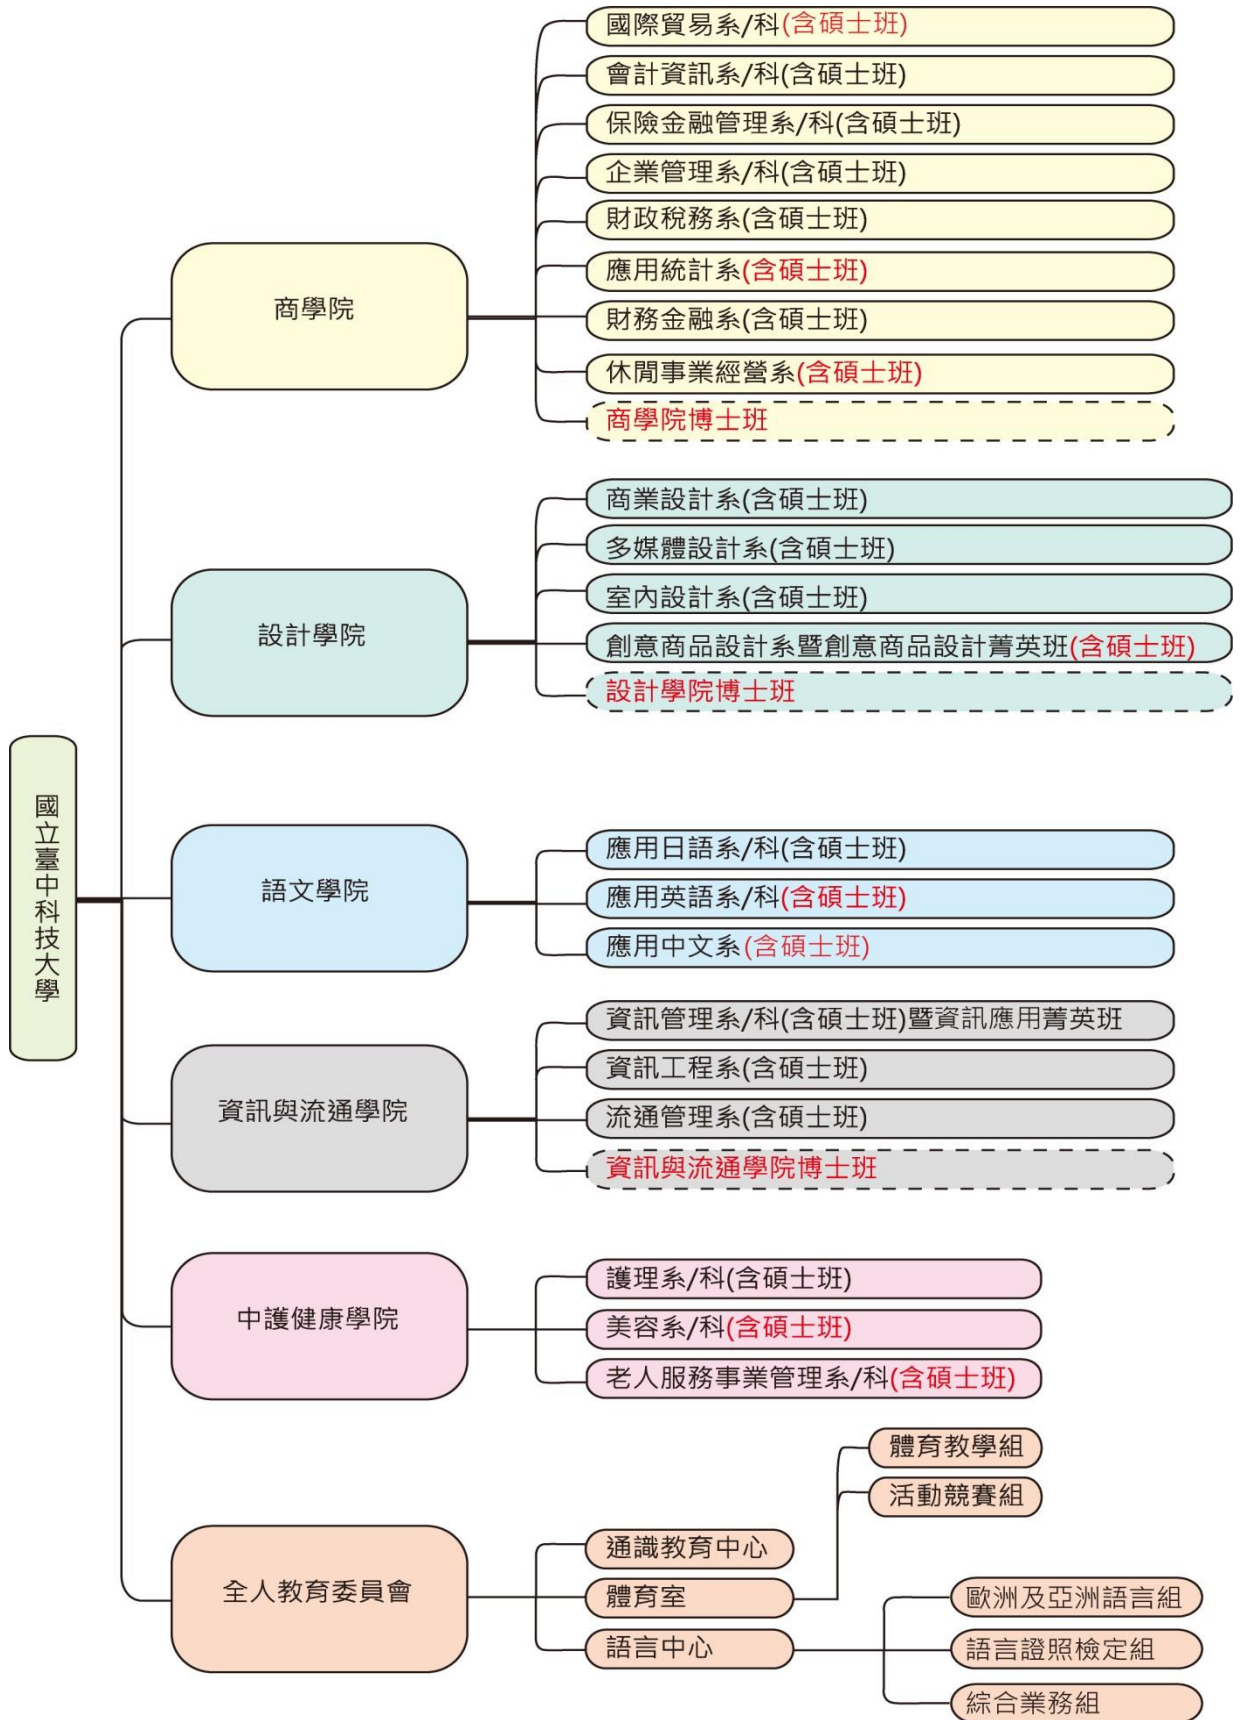 國立臺中科技大學
商學院
國際貿易系/科(含碩士班)
會計資訊系/科(含碩士班)
保險金融管理系/科(含碩士班)
企業管理系/科(含碩士班)
財政稅務系(含碩士班)
應用統計系(含碩士班)
財務金融系(含碩士班)
休閒事業經營系(含碩士班)
商學院博士班
設計學院
商業設計系(含碩士班)
多媒體設計系(含碩士班)
室內設計系(含碩士班)
創意商品設計系暨創意商品設計菁英班(含碩士班)
設計學院博士班
語文學院
應用日語系/科(含碩士班)
應用英語系/科(含碩士班)
應用中文系(含碩士班)
資訊與流通學院
資訊管理系/科(含碩士班)暨資訊應用菁英班
資訊工程系(含碩士班)
流通管理系(含碩士班)
資訊與流通學院博士班
中護健康學院
護理系/科(含碩士班)
美容系/科(含碩士班)
老人服務事業管理系/科(含碩士班)
全人教育委員會
通識教育中心
體育室
體育教學組
活動競賽組
語言中心
歐洲及亞洲語言組
語言證照檢定組
綜合業務組